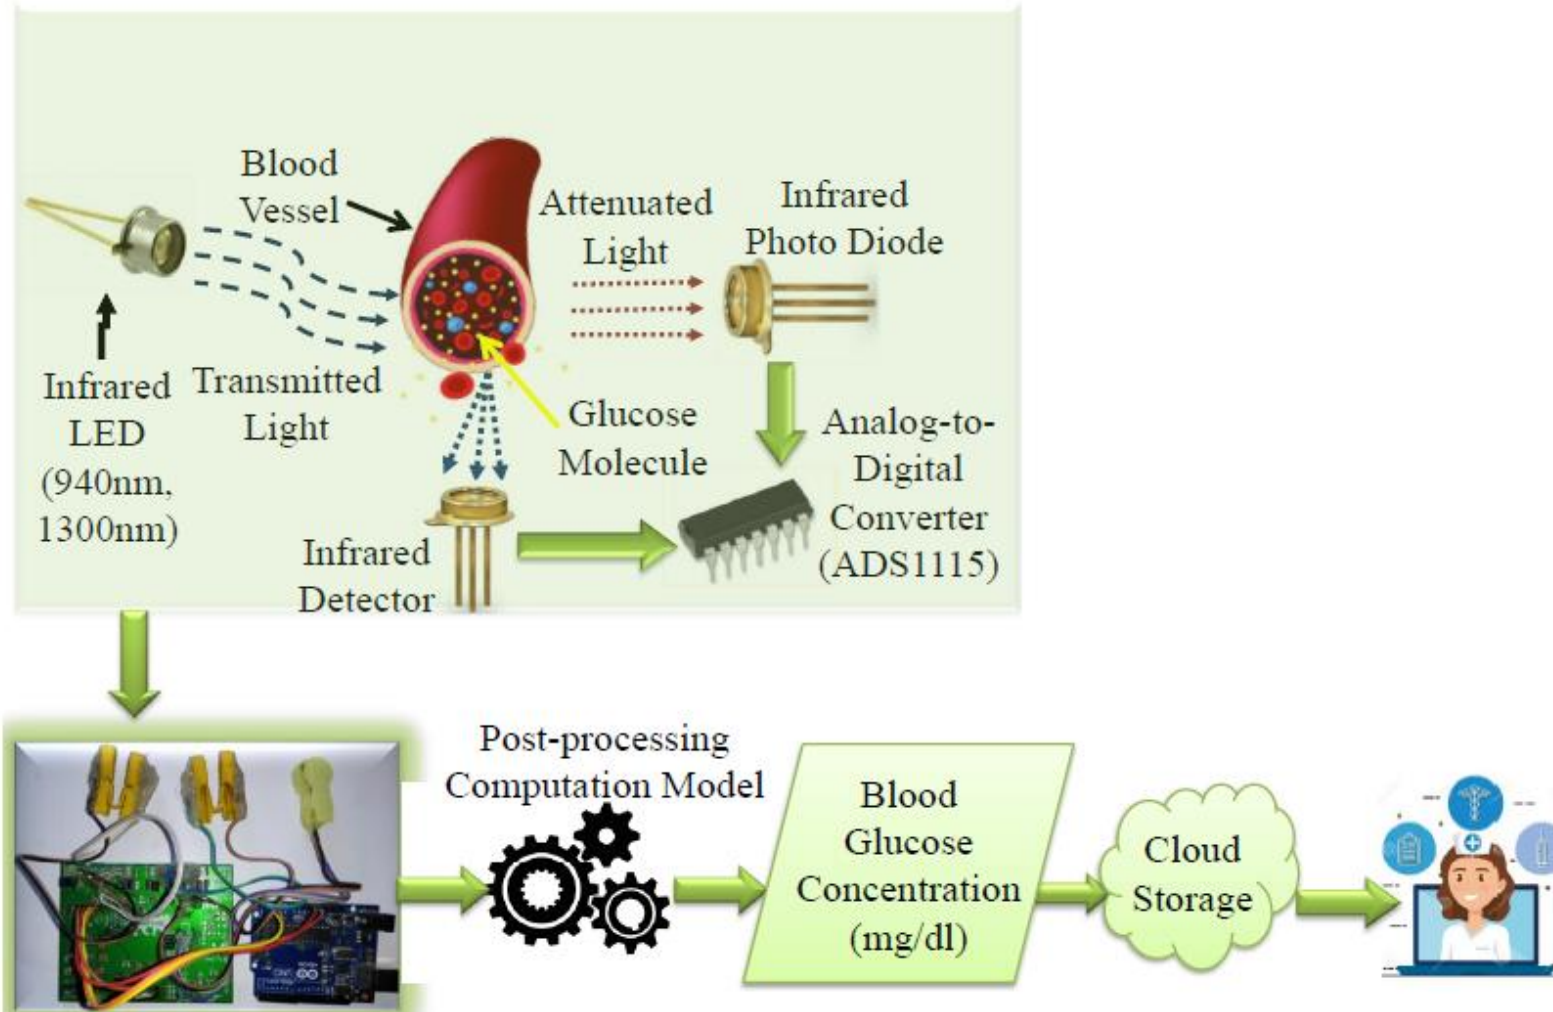 Blood
Vessel
Attenuated
Light
Infrared
Photo Diode
Infrared
LED
(940nm,
1300nm)
Transmitted
Light
Glucose
Molecule
Analog-to-
Digital
Converter
(ADS1115)
Infrared
Detector
Post-processing
Computation Model
Blood
Glucose
Concentration
(mg/dl)
Cloud
Storage
UNO